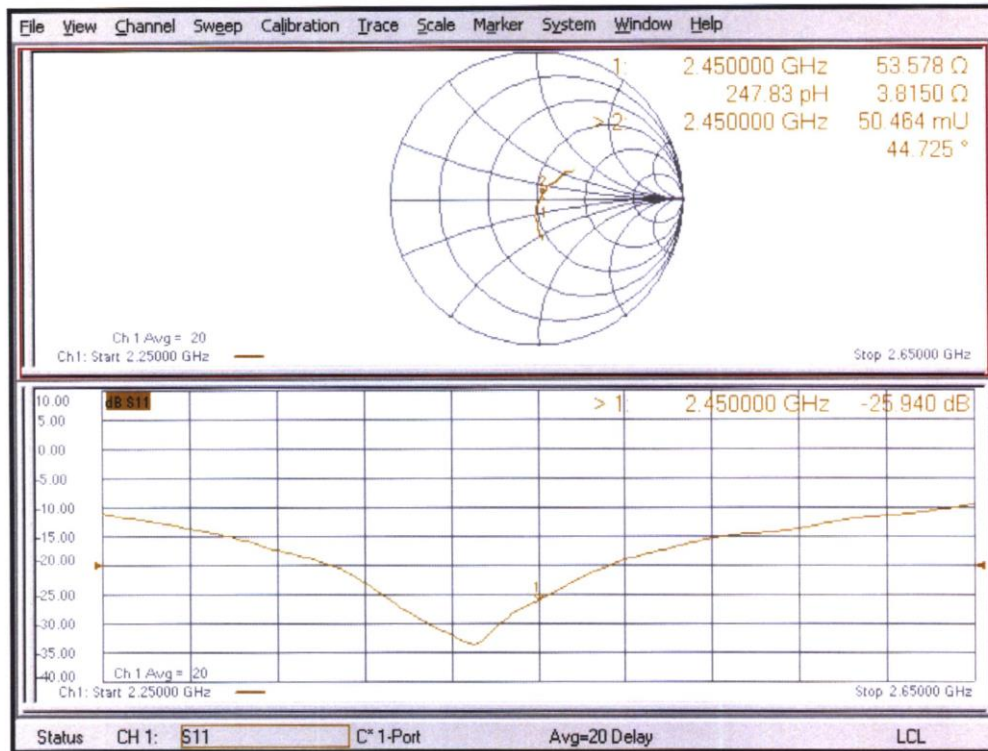 File View Channel Sweep Calibration Trace Scale Marker System Window Help
1: 2.450000 GHz 53.578 Ω
247.83 pH 3.8150 Ω
> 2: 2.450000 GHz 50.464 mU
44.725 °
2
1
Ch 1 Avg = 20
Ch1: Start 2.25000 GHz Stop 2.65000 GHz
10.00 dB S11 > 1: 2.450000 GHz -25.940 dB
5.00
0.00
-5.00
-10.00
-15.00
-20.00
-25.00
1
-30.00
-35.00
-40.00 Ch 1 Avg = 20
Ch1: Start 2.25000 GHz Stop 2.65000 GHz
Status CH 1: S11 C* 1-Port Avg=20 Delay LCL